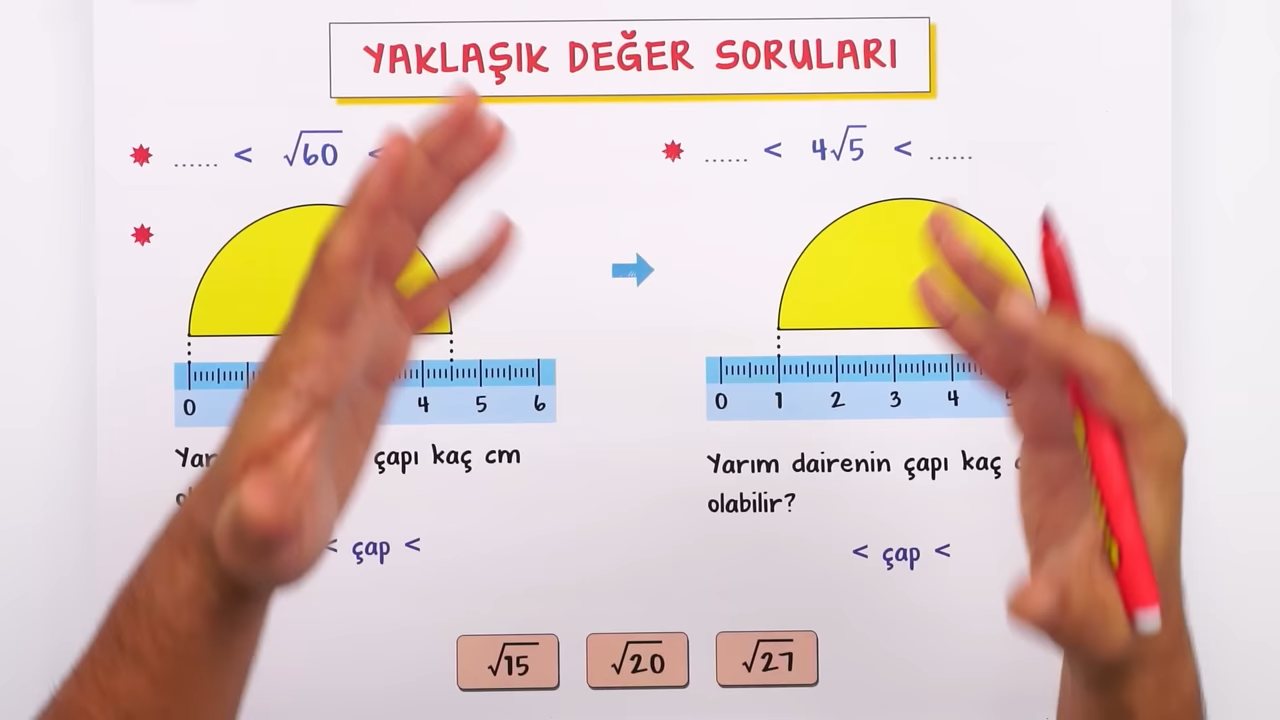 YAKLAŞIK DEĞER SORULARI
...... < √60 <
...... < 4√5 < ......
0 4 5 6
0 1 2 3 4
çapı kaç cm
Yarım dairenin çapı kaç
olabilir?
< çap <
< çap <
√15 √20 √27